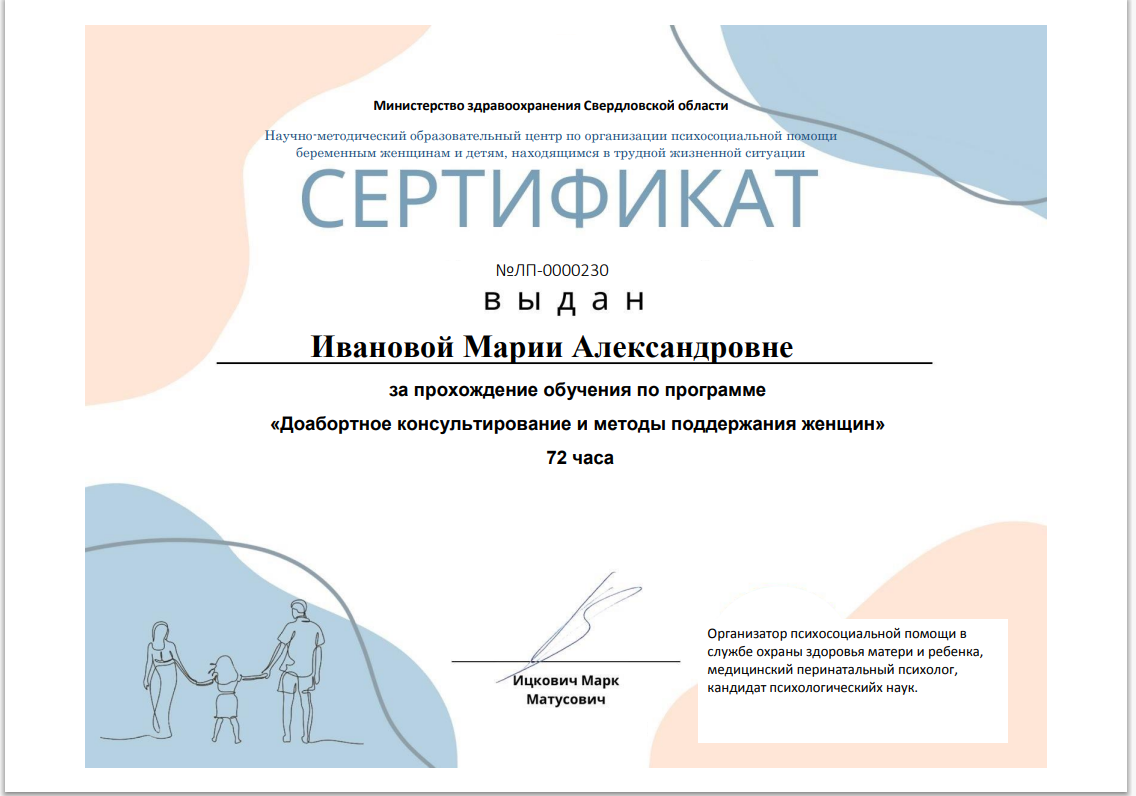 Министерство здравоохранения Свердловской области
Научно-методический образовательный центр по организации психосоциальной помощи
беременным женщинам и детям, находящимся в трудной жизненной ситуации
СЕРТИФИКАТ
№ЛП-0000230
выдан
Ивановой Марии Александровне
за прохождение обучения по программе
«Доабортное консультирование и методы поддержания женщин»
72 часа
Ицкович Марк
Матусович
Организатор психосоциальной помощи в
службе охраны здоровья матери и ребенка,
медицинский перинатальный психолог,
кандидат психологическийх наук.